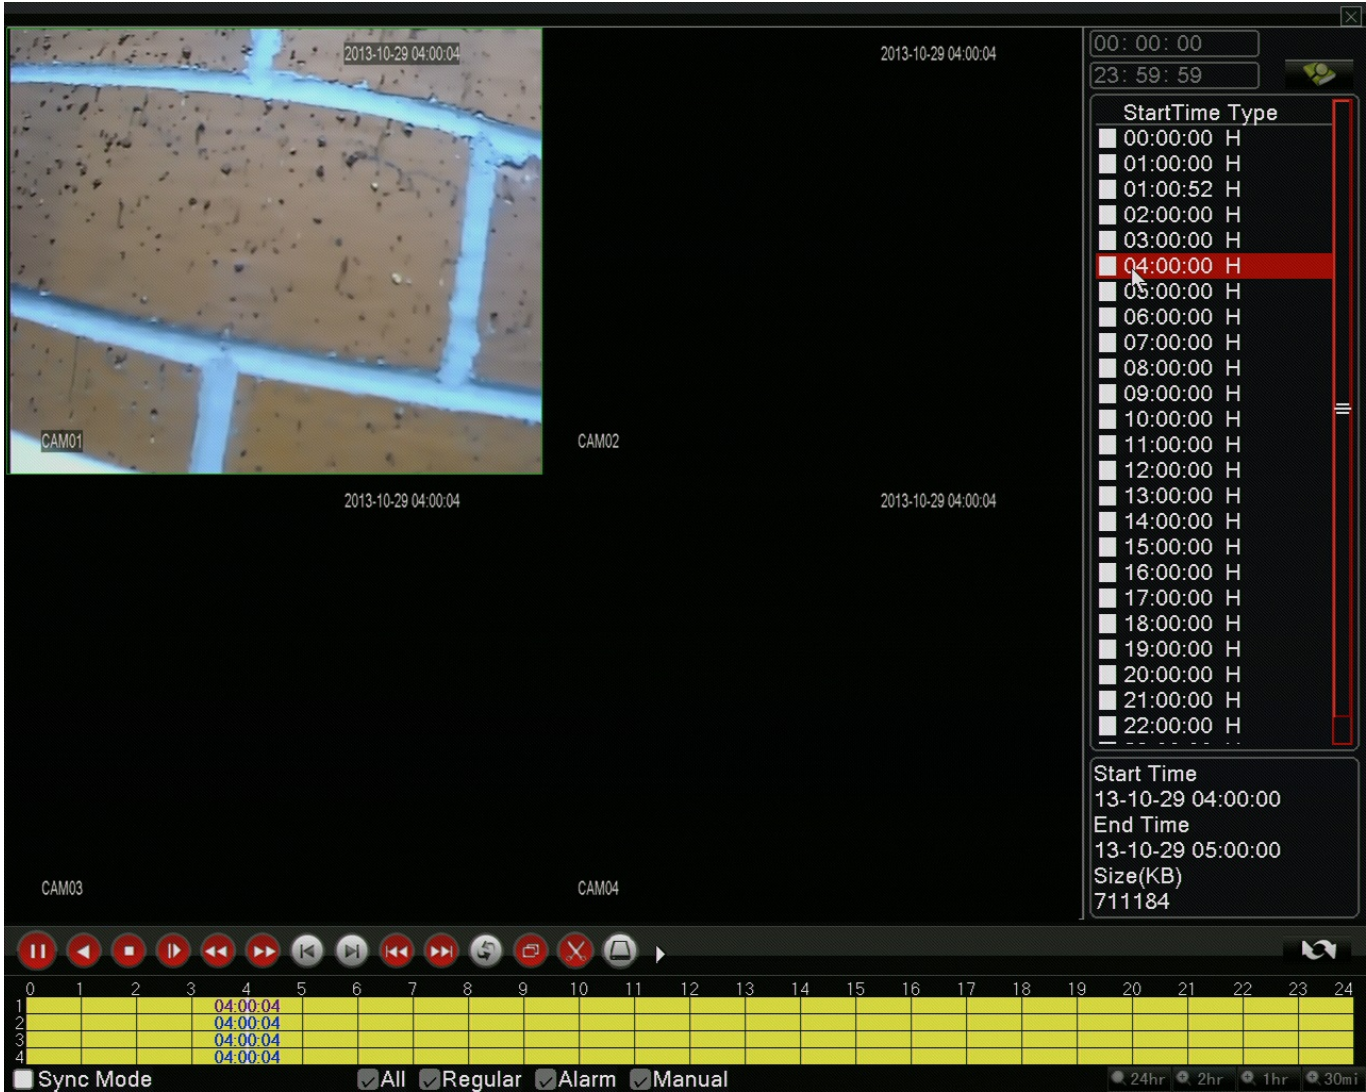 2013-10-29 04:00:04
2013-10-29 04:00:04
CAM01
CAM02
2013-10-29 04:00:04
2013-10-29 04:00:04
CAM03
CAM04
00:00:00
23:59:59
StartTime Type
00:00:00 H
01:00:00 H
01:00:52 H
02:00:00 H
03:00:00 H
04:00:00 H
05:00:00 H
06:00:00 H
07:00:00 H
08:00:00 H
09:00:00 H
10:00:00 H
11:00:00 H
12:00:00 H
13:00:00 H
14:00:00 H
15:00:00 H
16:00:00 H
17:00:00 H
18:00:00 H
19:00:00 H
20:00:00 H
21:00:00 H
22:00:00 H
Start Time
13-10-29 04:00:00
End Time
13-10-29 05:00:00
Size(KB)
711184
0 1 2 3 4 5 6 7 8 9 10 11 12 13 14 15 16 17 18 19 20 21 22 23 24
1 04:00:04
2 04:00:04
3 04:00:04
4 04:00:04
Sync Mode All Regular Alarm Manual 24hr 2hr 1hr 30mi